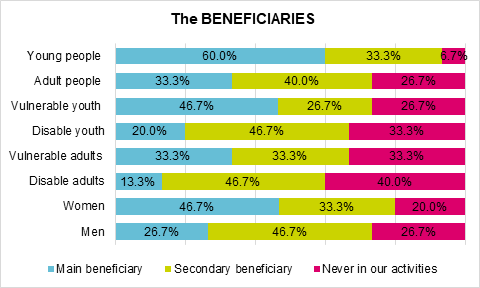 The BENEFICIARIES
Young people 60.0% 33.3% 6.7%
Adult people 33.3% 40.0% 26.7%
Vulnerable youth 46.7% 26.7% 26.7%
Disable youth 20.0% 46.7% 33.3%
Vulnerable adults 33.3% 33.3% 33.3%
Disable adults 13.3% 46.7% 40.0%
Women 46.7% 33.3% 20.0%
Men 26.7% 46.7% 26.7%
Main beneficiary Secondary beneficiary Never in our activities